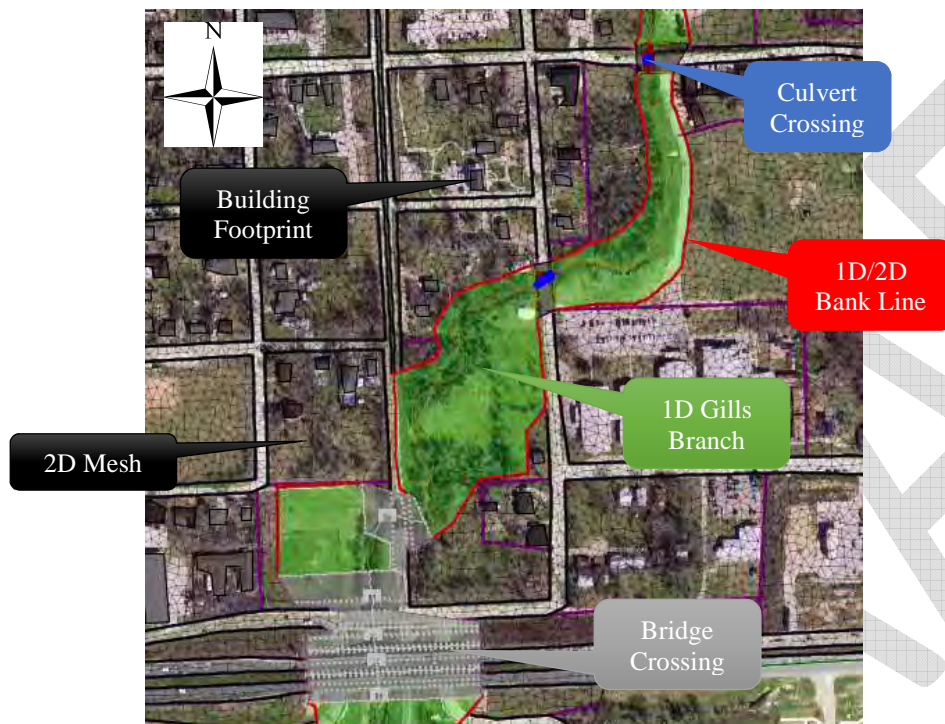 N
Culvert
Crossing
Building
Footprint
1D/2D
Bank Line
1D Gills
Branch
2D Mesh
Bridge
Crossing